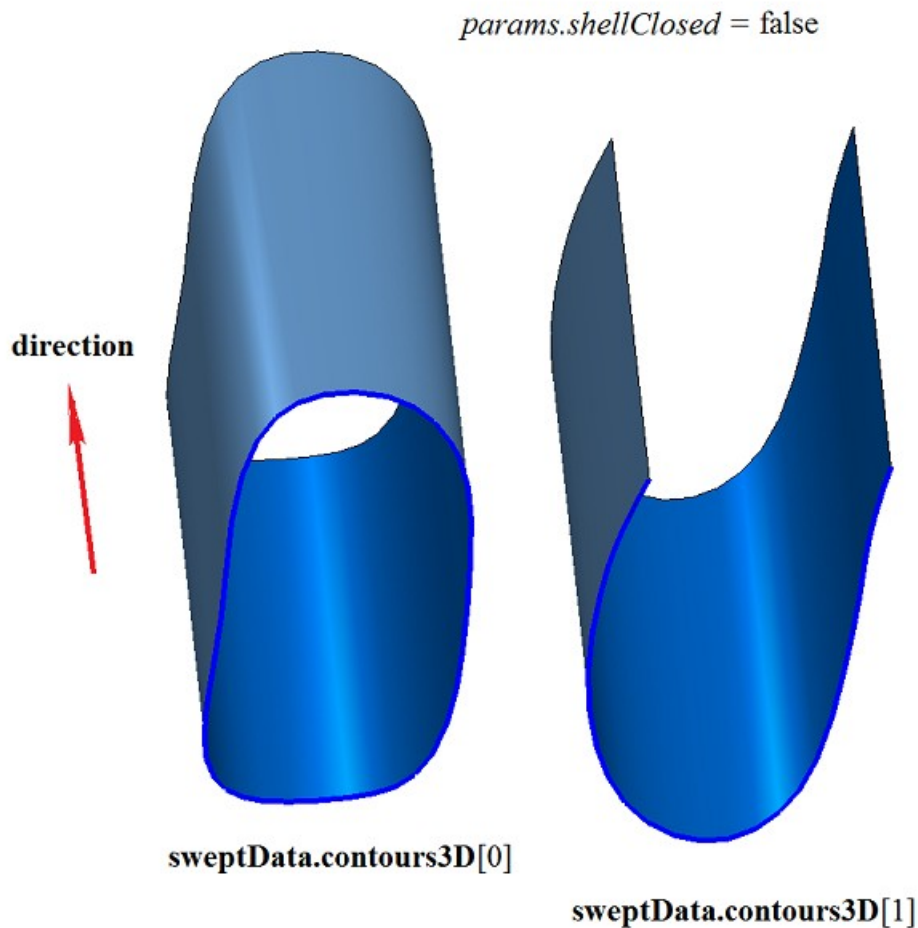 params.shellClosed = false
direction
sweptData.contours3D[0]
sweptData.contours3D[1]